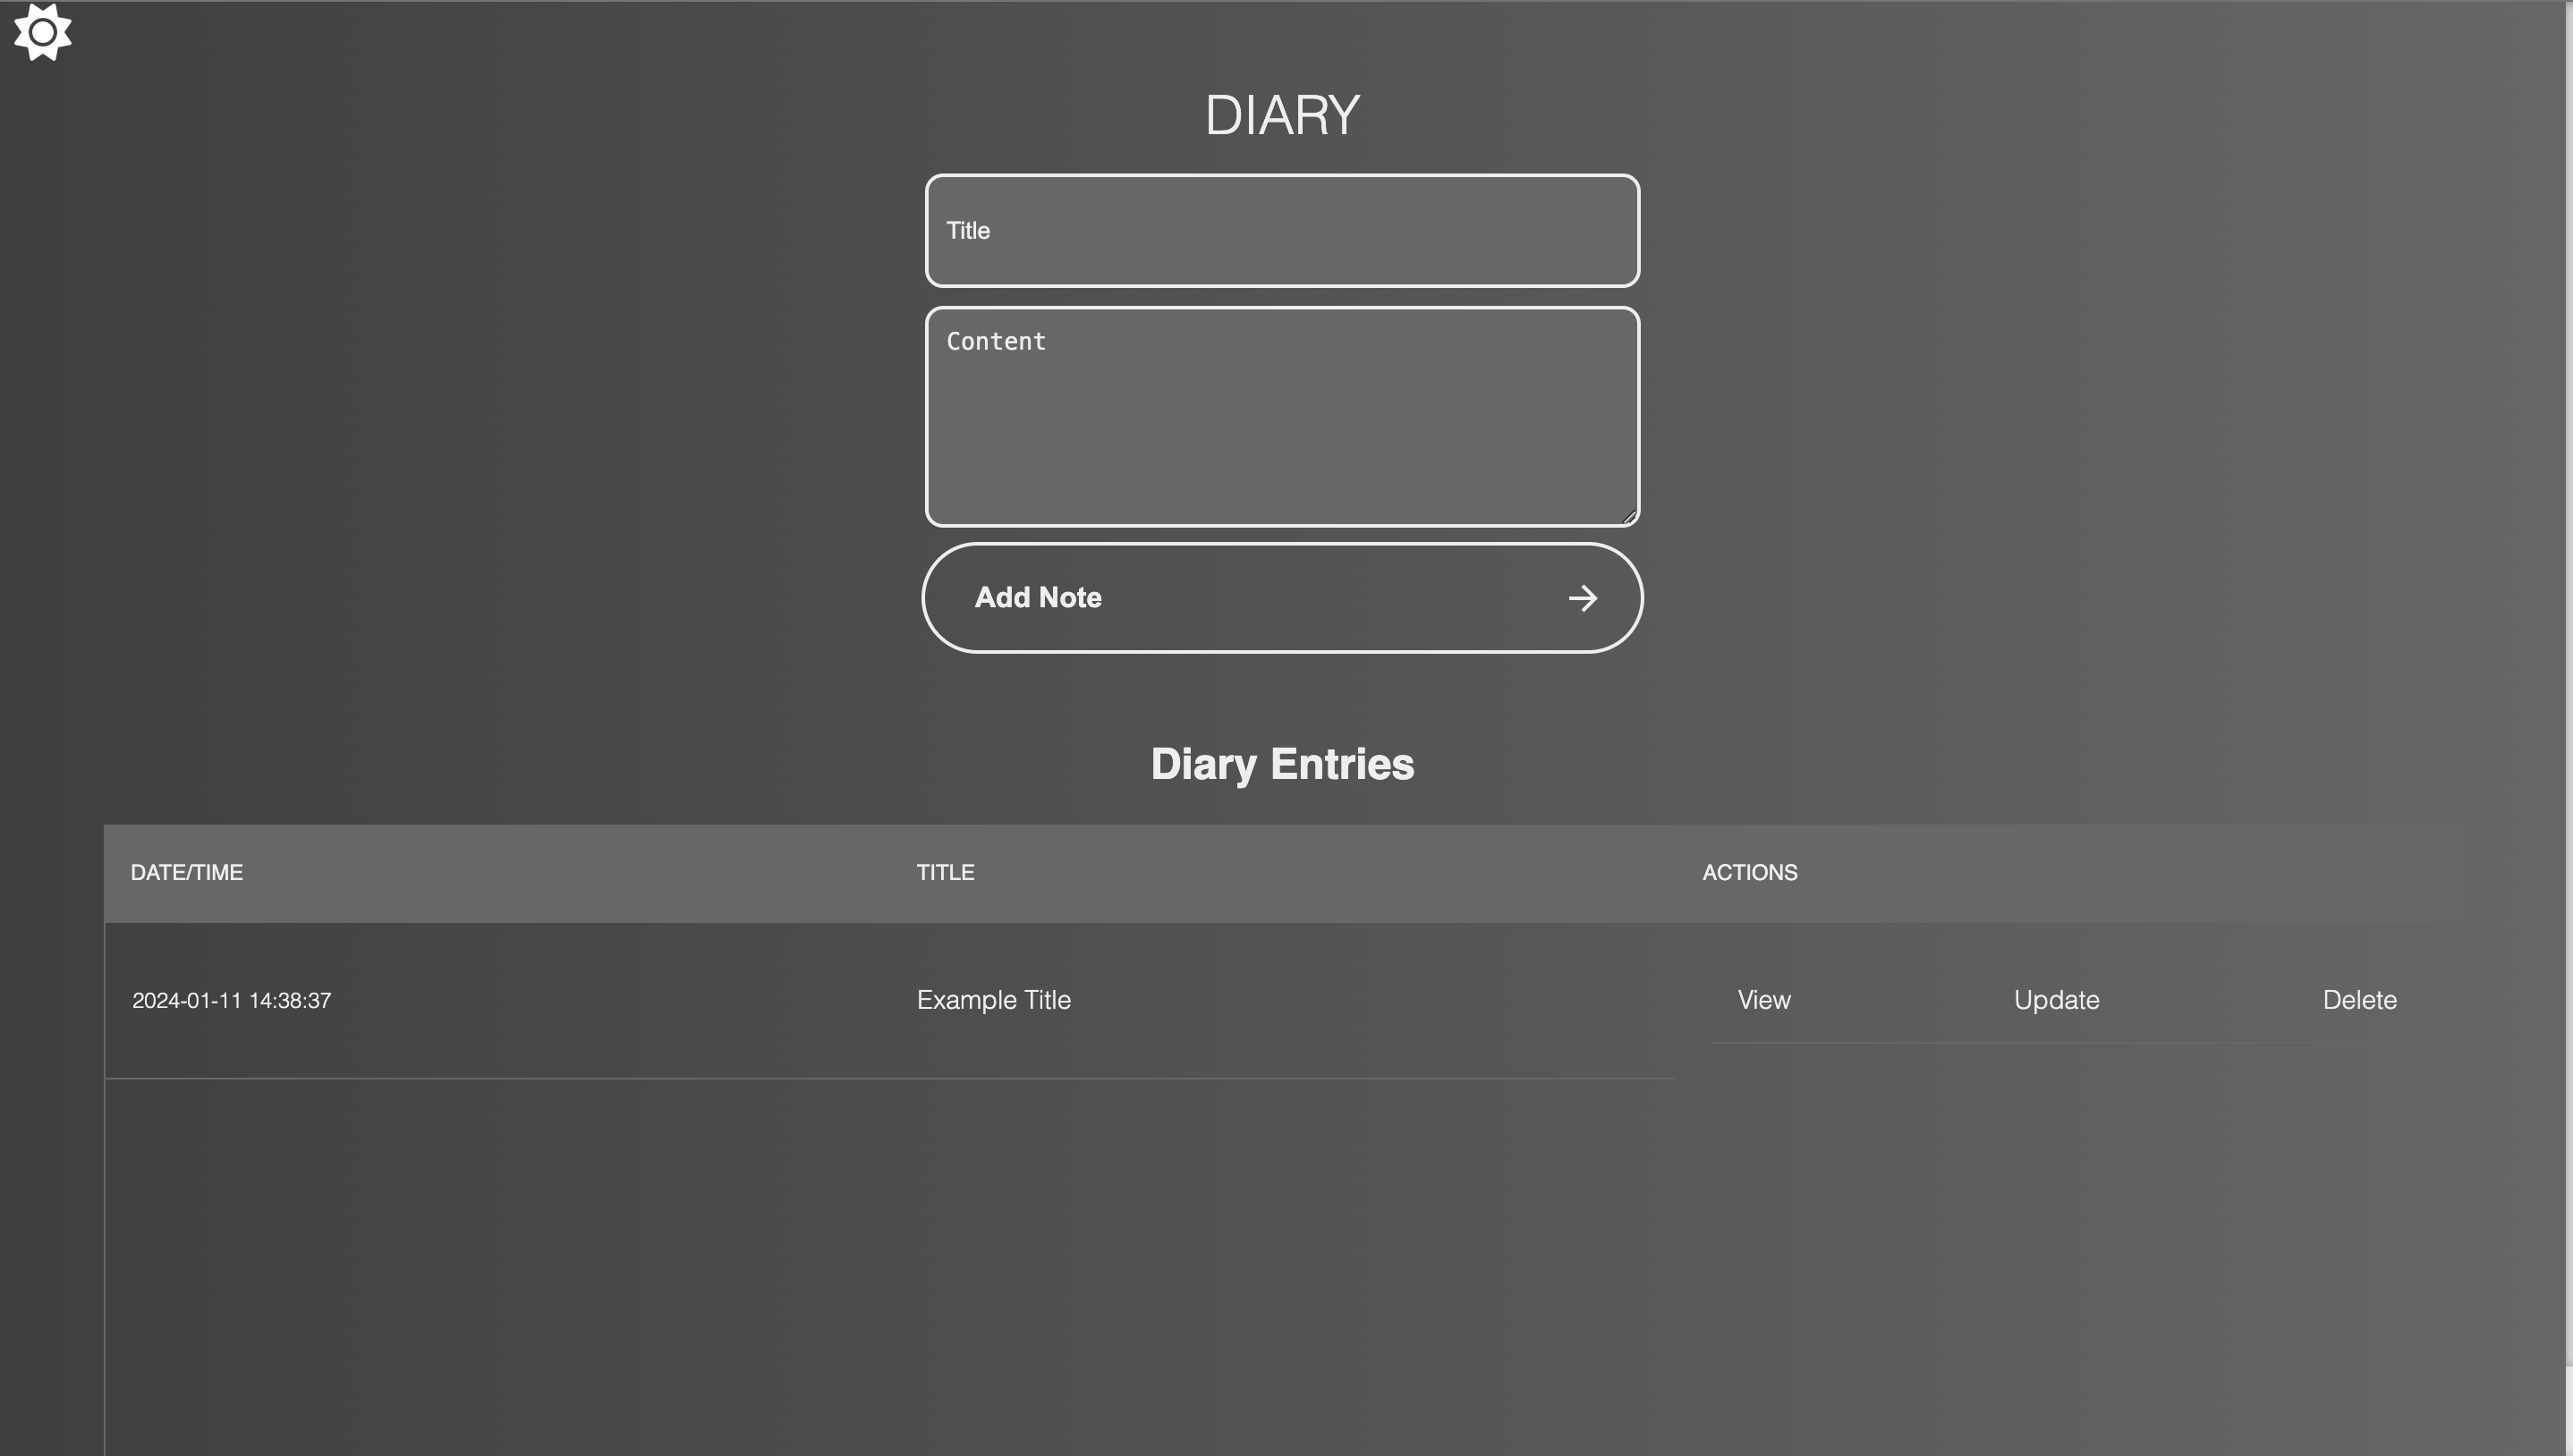 DIARY
Title
Content
Add Note
Diary Entries
DATE/TIME TITLE ACTIONS
2024-01-11 14:38:37 Example Title View Update Delete